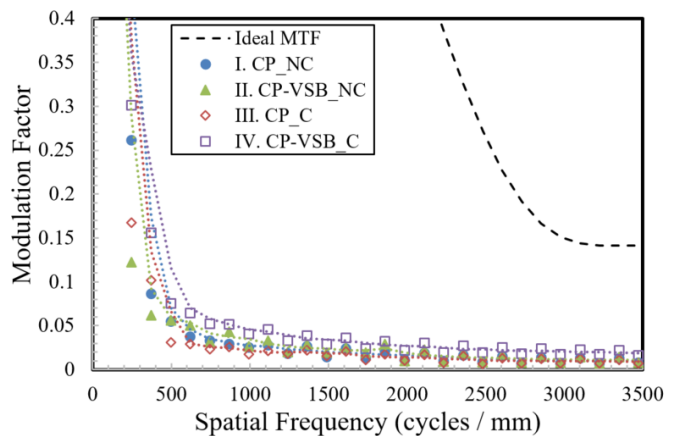 0.4
0.3
0.25
0.2
0.15
0.1
0.05
0
Modulation Factor
Ideal MTF
I. CP_NC
II. CP-VSB_NC
III. CP_C
IV. CP-VSB_C
0 500 1000 1500 2000 2500 3000 3500
Spatial Frequency (cycles / mm)